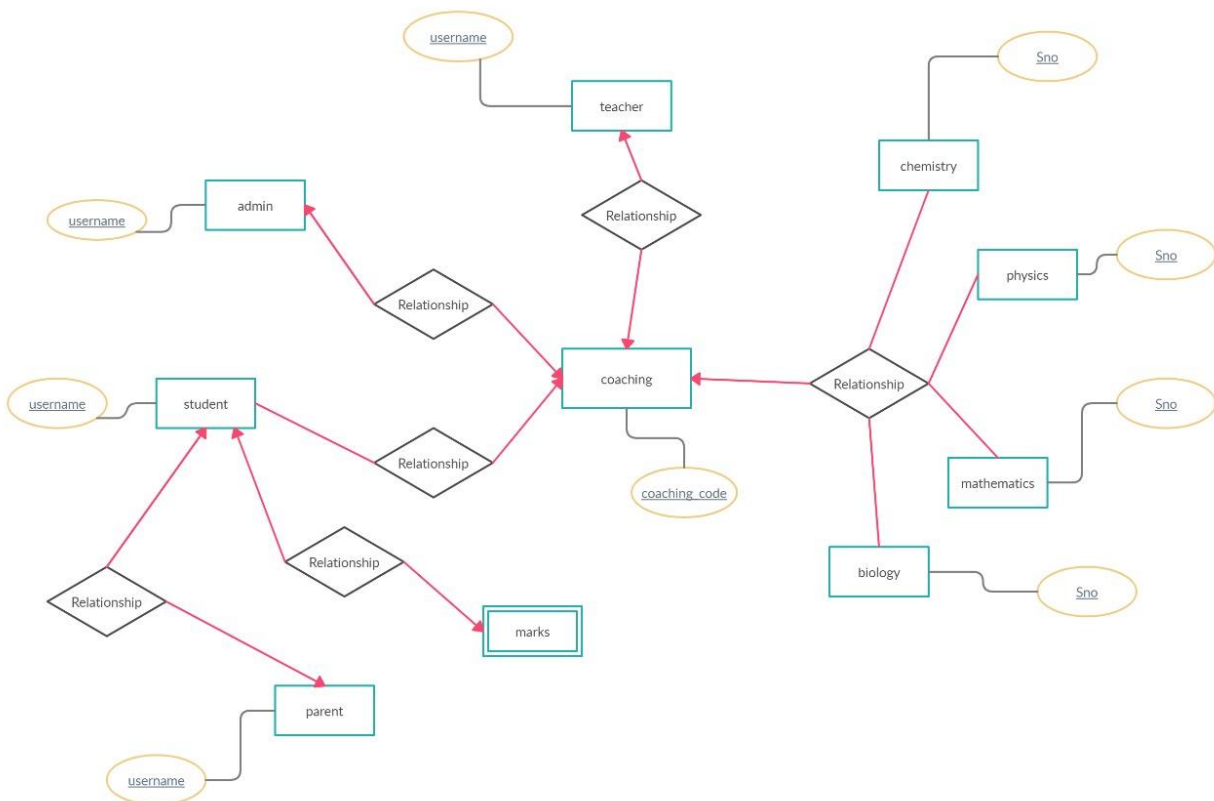 username
Sno
teacher
chemistry
admin
username
Relationship
physics
Sno
Relationship
coaching
Relationship
student
username
Sno
Relationship
mathematics
coaching_code
Relationship
biology
Sno
Relationship
marks
parent
username